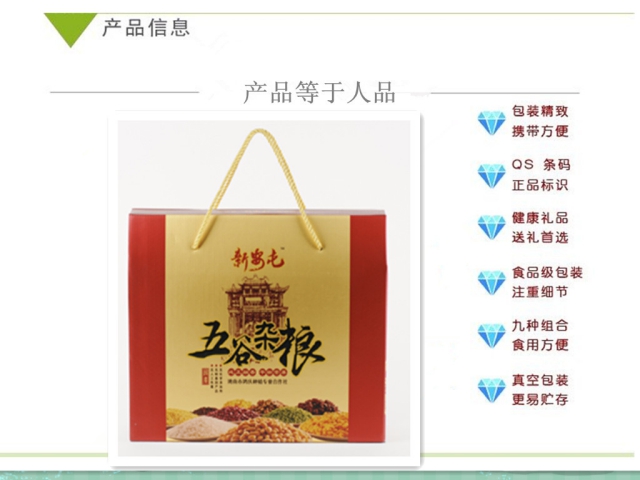 产品信息
产品等于人品
包装精致
携带方便
QS 条码
正品标识
健康礼品
送礼首选
食品级包装
注重细节
九种组合
食用方便
真空包装
更易贮存
新安屯
五谷杂粮